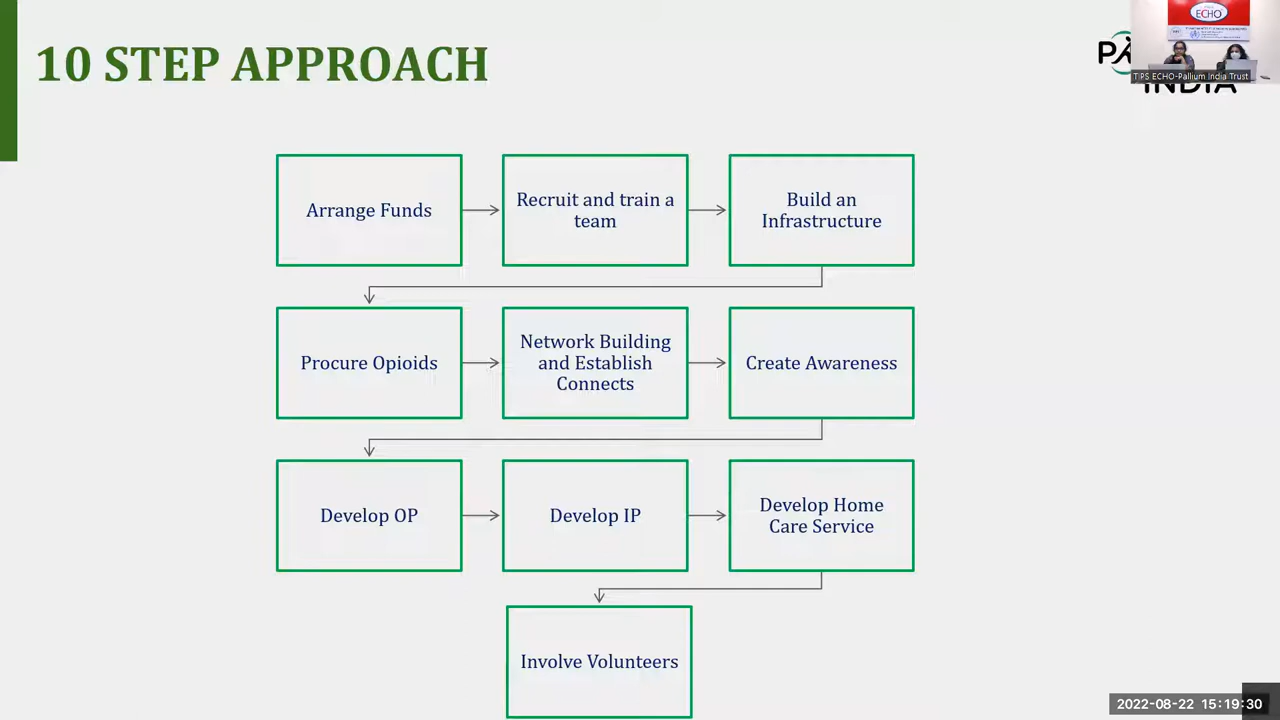 10 STEP APPROACH
ECHO
TIPS ECHO-Pallium India Trust
INDIA
Arrange Funds
Recruit and train a
team
Build an
Infrastructure
Procure Opioids
Network Building
and Establish
Connects
Create Awareness
Develop OP
Develop IP
Develop Home
Care Service
Involve Volunteers
2022-08-22 15:19:30